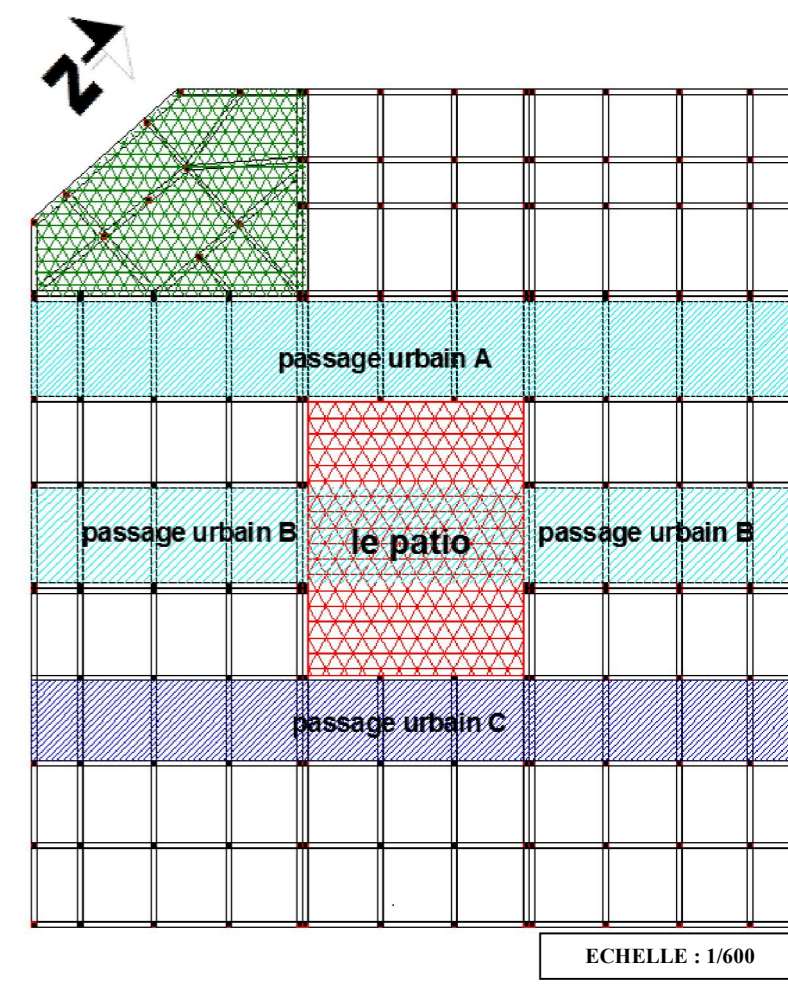 N
passage urbain A
passage urbain B
le patio
passage urbain B
passage urbain C
ECHELLE : 1/600